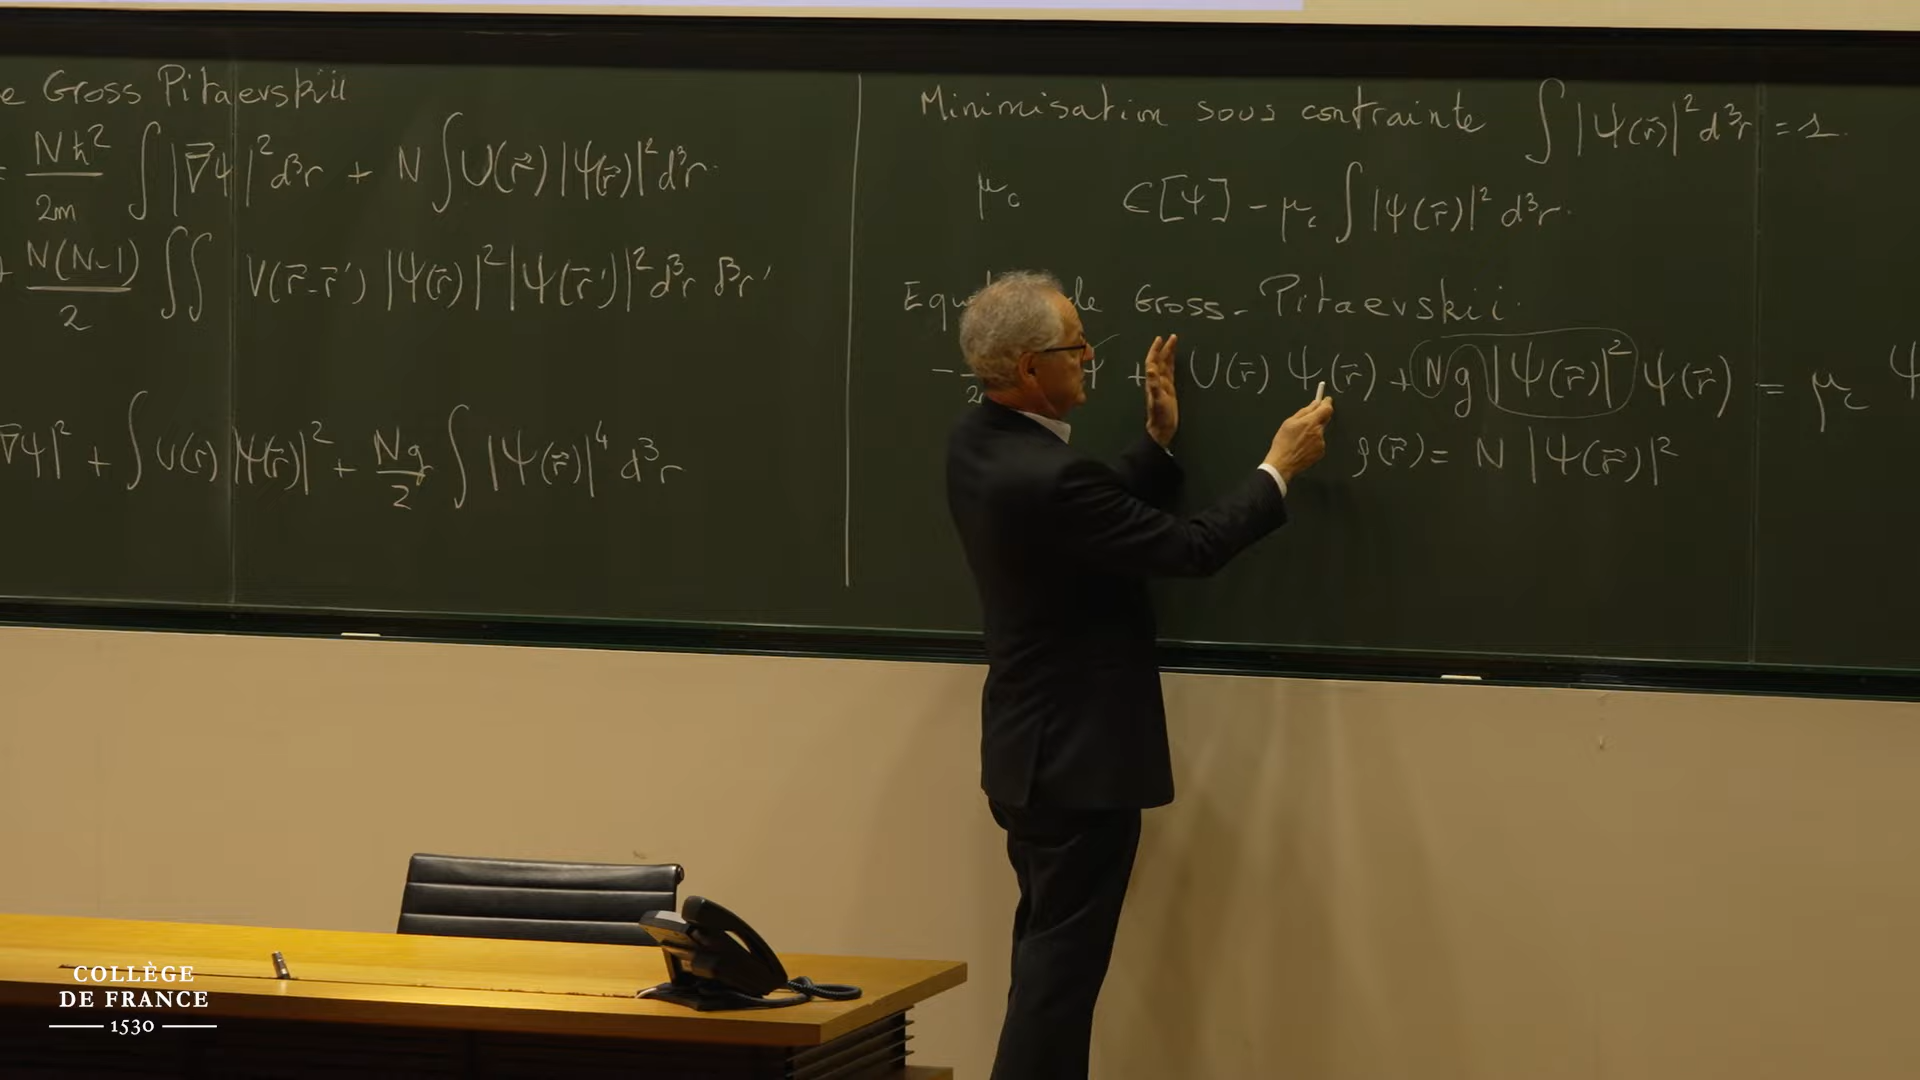 e Gross Pitaevskii
= Nħ²/2m ∫ |∇⃗ψ|² d³r + N ∫ U(r⃗) |ψ(r⃗)|² d³r.
+ N(N-1)/2 ∫∫ V(r⃗-r⃗') |ψ(r⃗)|² |ψ(r⃗')|² d³r d³r'
∇⃗ψ|² + ∫ U(r) |ψ(r⃗)|² + Ng/2 ∫ |ψ(r⃗)|⁴ d³r
Minimisation sous contrainte ∫ |ψ(r⃗)|² d³r = 1.
μc ϵ[ψ] - μc ∫ |ψ(r⃗)|² d³r.
Equ de Gross-Pitaevskii.
- ψ + U(r⃗) ψ(r⃗) + Ng |ψ(r⃗)|² ψ(r⃗) = μc ψ
ρ(r⃗) = N |ψ(r⃗)|²
COLLÈGE
DE FRANCE
1530